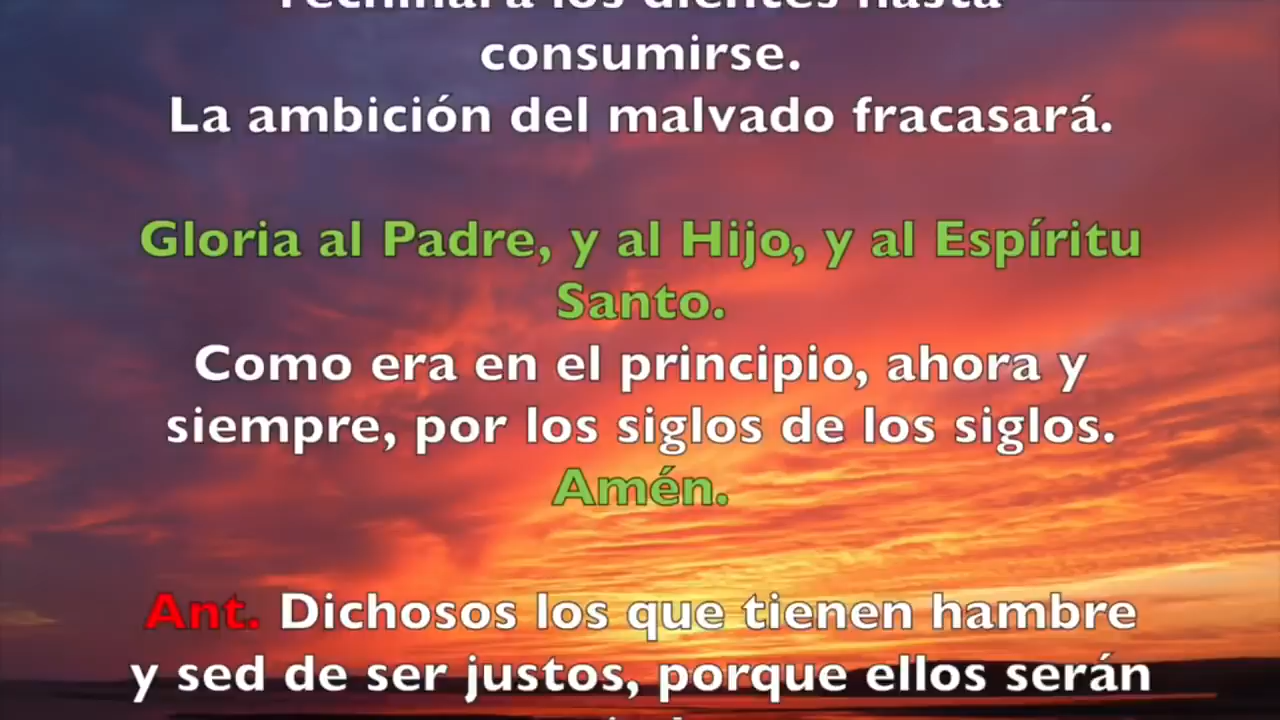 rechinará los dientes hasta
consumirse.
La ambición del malvado fracasará.
Gloria al Padre, y al Hijo, y al Espíritu
Santo.
Como era en el principio, ahora y
siempre, por los siglos de los siglos.
Amén.
Ant. Dichosos los que tienen hambre
y sed de ser justos, porque ellos serán